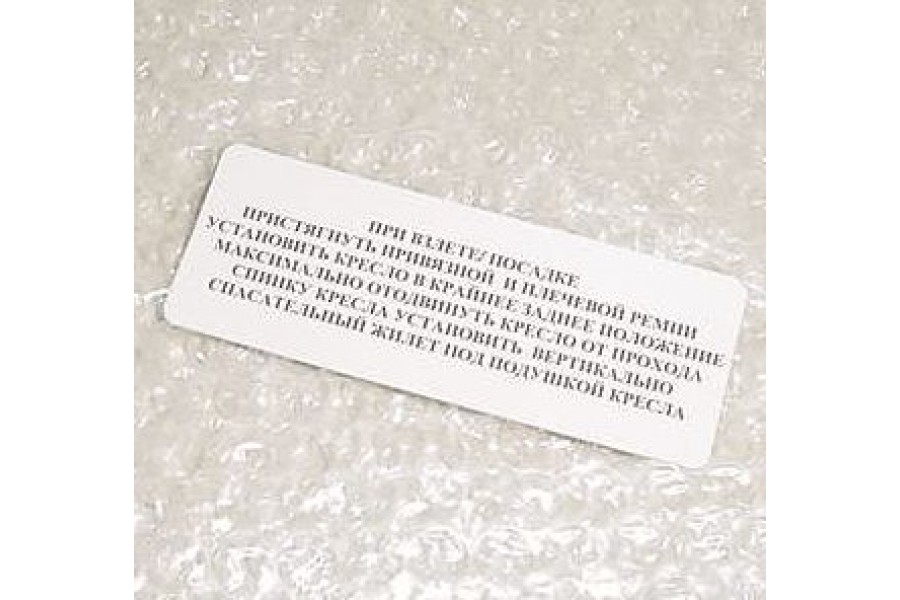 ПРИ ВЗЛЕТЕ/ ПОСАДКЕ
ПРИСТЯГНУТЬ ПРИВЯЗНОЙ И ПЛЕЧЕВОЙ РЕМНИ
УСТАНОВИТЬ КРЕСЛО В КРАЙНЕЕ ЗАДНЕЕ ПОЛОЖЕНИЕ
МАКСИМАЛЬНО ОТОДВИНУТЬ КРЕСЛО ОТ ПРОХОДА
СПИНКУ КРЕСЛА УСТАНОВИТЬ ВЕРТИКАЛЬНО
СПАСАТЕЛЬНЫЙ ЖИЛЕТ ПОД ПОДУШКОЙ КРЕСЛА